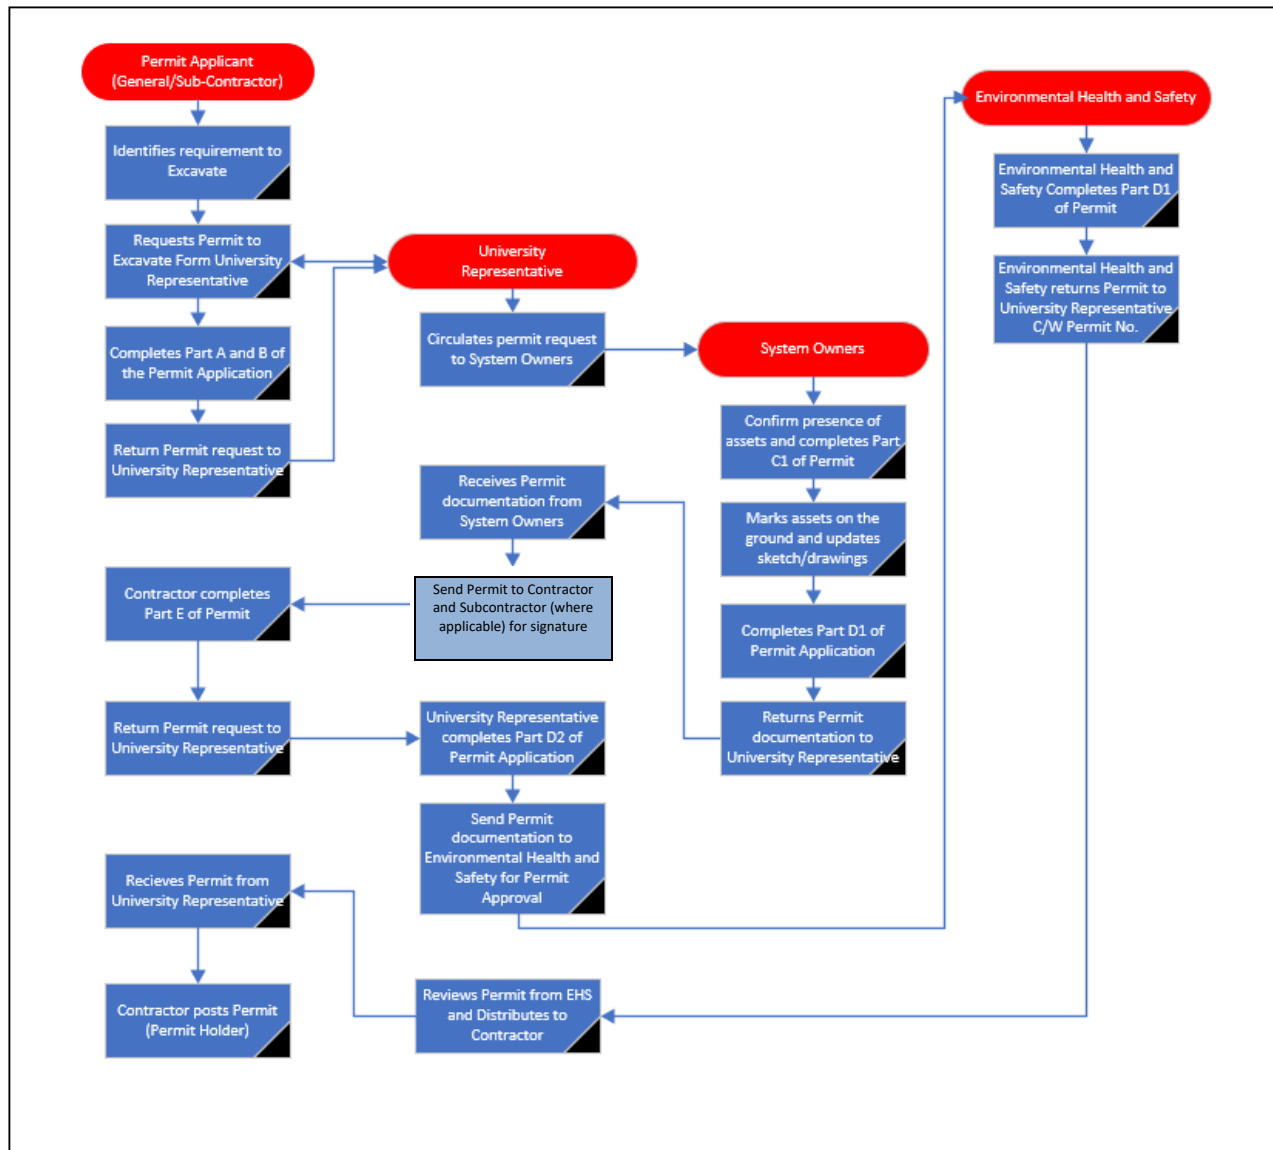 Permit Applicant
(General/Sub-Contractor)
Identifies requirement to
Excavate
Requests Permit to
Excavate Form University
Representative
Completes Part A and B of
the Permit Application
Return Permit request to
University Representative
University
Representative
Circulates permit request
to System Owners
System Owners
Confirm presence of
assets and completes Part
C1 of Permit
Marks assets on the
ground and updates
sketch/drawings
Completes Part D1 of
Permit Application
Returns Permit
documentation to
University Representative
Receives Permit
documentation from
System Owners
Send Permit to Contractor
and Subcontractor (where
applicable) for signature
Contractor completes
Part E of Permit
Return Permit request to
University Representative
University Representative
completes Part D2 of
Permit Application
Send Permit
documentation to
Environmental Health and
Safety for Permit
Approval
Environmental Health and Safety
Environmental Health and
Safety Completes Part D1
of Permit
Environmental Health and
Safety returns Permit to
University Representative
C/W Permit No.
Reviews Permit from EHS
and Distributes to
Contractor
Recieves Permit from
University Representative
Contractor posts Permit
(Permit Holder)